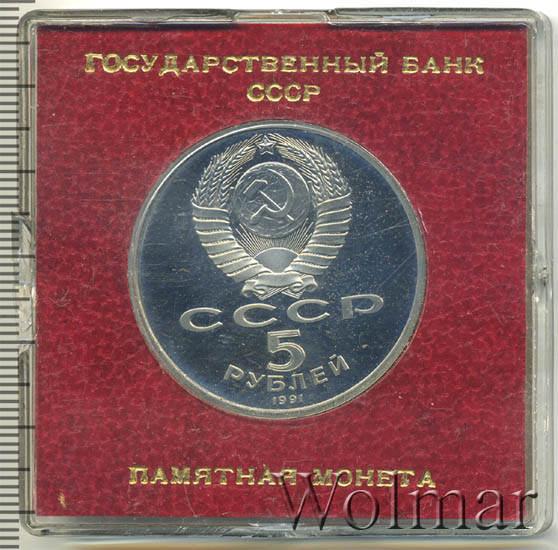 ГОСУДАРСТВЕННЫЙ БАНК
СССР
СССР
5
РУБЛЕЙ
1991
ПАМЯТНАЯ МОНЕТА
Wolmar